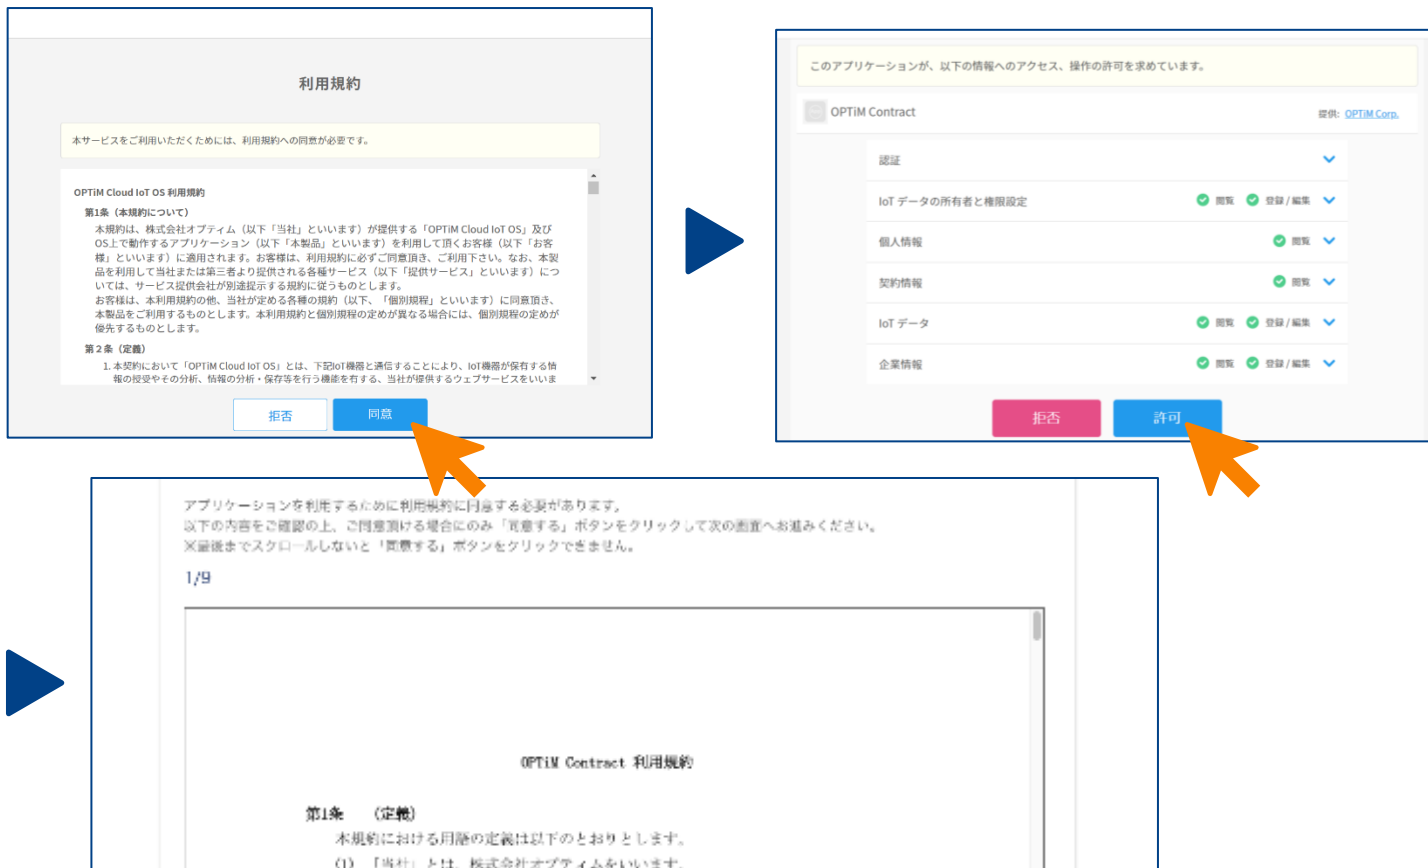 利用規約
本サービスをご利用いただくためには、利用規約への同意が必要です。
OPTiM Cloud IoT OS 利用規約
第1条（本規約について）
本規約は、株式会社オプティム（以下「当社」といいます）が提供する「OPTiM Cloud IoT OS」及び
OS上で動作するアプリケーション（以下「本製品」といいます）を利用して頂くお客様（以下「お客
様」といいます）に適用されます。お客様は、利用規約に必ずご同意頂き、ご利用下さい。なお、本製
品を利用して当社または第三者より提供される各種サービス（以下「提供サービス」といいます）につ
いては、サービス提供会社が別途提示する規約に従うものとします。
お客様は、本利用規約の他、当社が定める各種の規約（以下、「個別規程」といいます）に同意頂き、
本製品をご利用するものとします。本利用規約と個別規程の定めが異なる場合には、個別規程の定めが
優先するものとします。
第２条（定義）
1. 本契約において「OPTiM Cloud IoT OS」とは、下記IoT機器と通信することにより、IoT機器が保有する情
報の授受やその分析、情報の分析・保存等を行う機能を有する、当社が提供するウェブサービスをいいま
拒否
同意
このアプリケーションが、以下の情報へのアクセス、操作の許可を求めています。
OPTiM Contract
提供: OPTiM Corp.
認証
IoT データの所有者と権限設定 閲覧 登録 / 編集
個人情報 閲覧
契約情報 閲覧
IoT データ 閲覧 登録 / 編集
企業情報 閲覧 登録 / 編集
拒否
許可
アプリケーションを利用するために利用規約に同意する必要があります。
以下の内容をご確認の上、ご同意頂ける場合にのみ「同意する」ボタンをクリックして次の画面へお進みください。
※最後までスクロールしないと「同意する」ボタンをクリックできません。
1/9
OPTiM Contract 利用規約
第1条 （定義）
本規約における用語の定義は以下のとおりとします。
(1) 「当社」とは、株式会社オプティムをいいます。